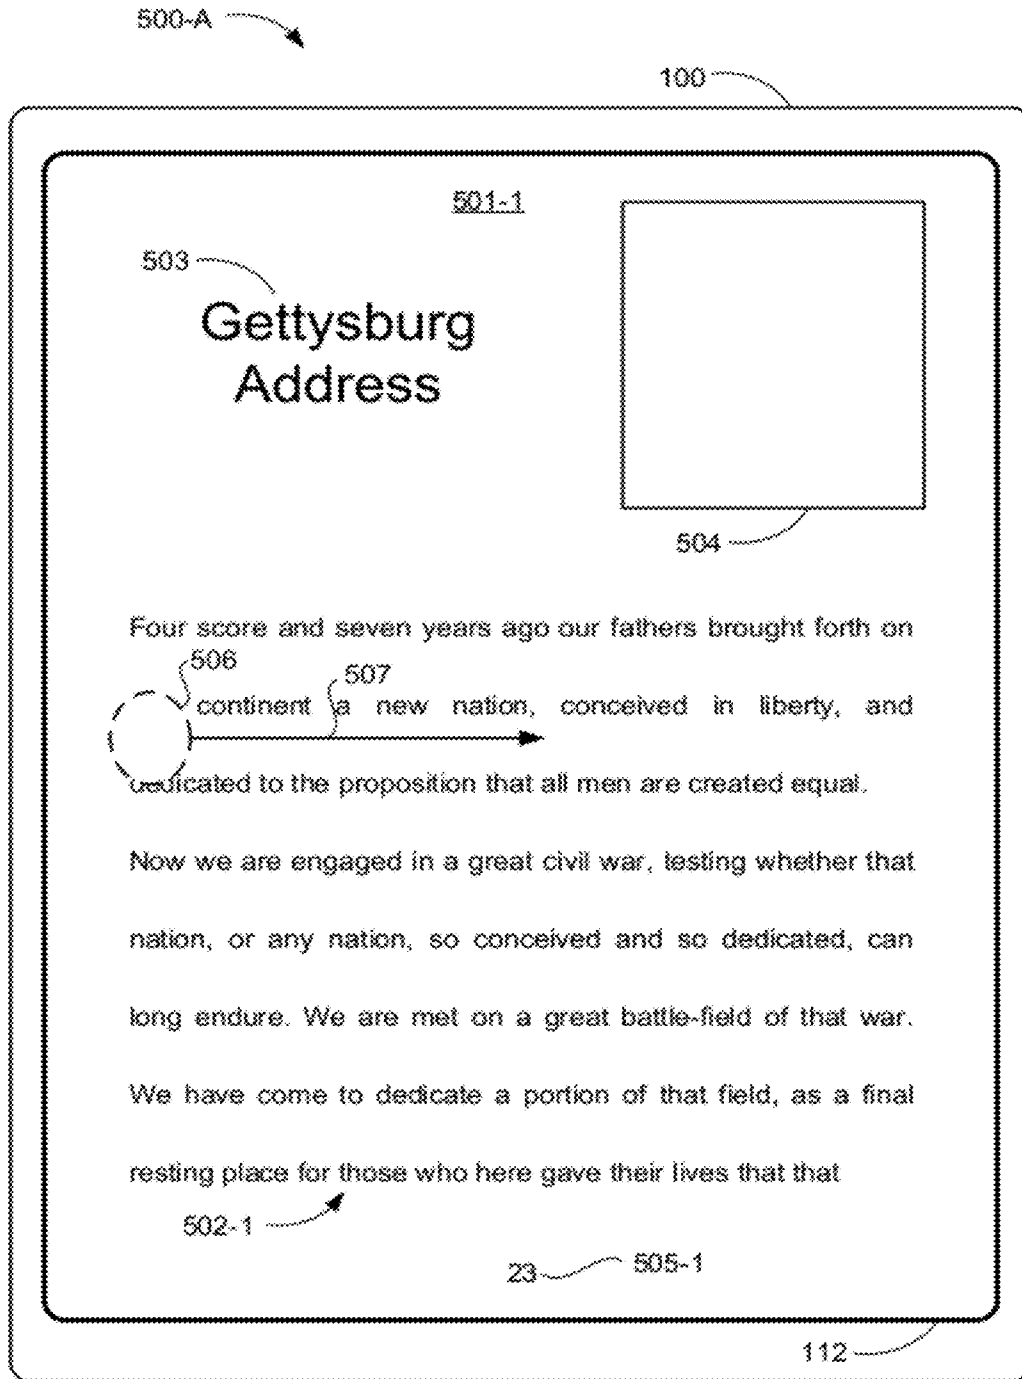 500-A
100
501-1
503
Gettysburg
Address
504
Four score and seven years ago our fathers brought forth on
506
507
continent a new nation, conceived in liberty, and
dedicated to the proposition that all men are created equal.
Now we are engaged in a great civil war, testing whether that
nation, or any nation, so conceived and so dedicated, can
long endure. We are met on a great battle-field of that war.
We have come to dedicate a portion of that field, as a final
resting place for those who here gave their lives that that
502-1
23
505-1
112